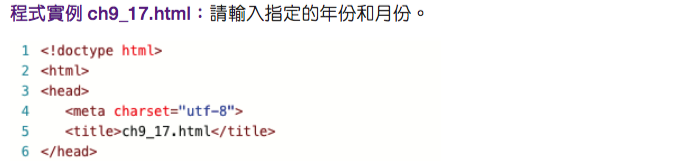 程式實例 ch9_17.html：請輸入指定的年份和月份。
1 <!doctype html>
2 <html>
3 <head>
4    <meta charset="utf-8">
5    <title>ch9_17.html</title>
6 </head>